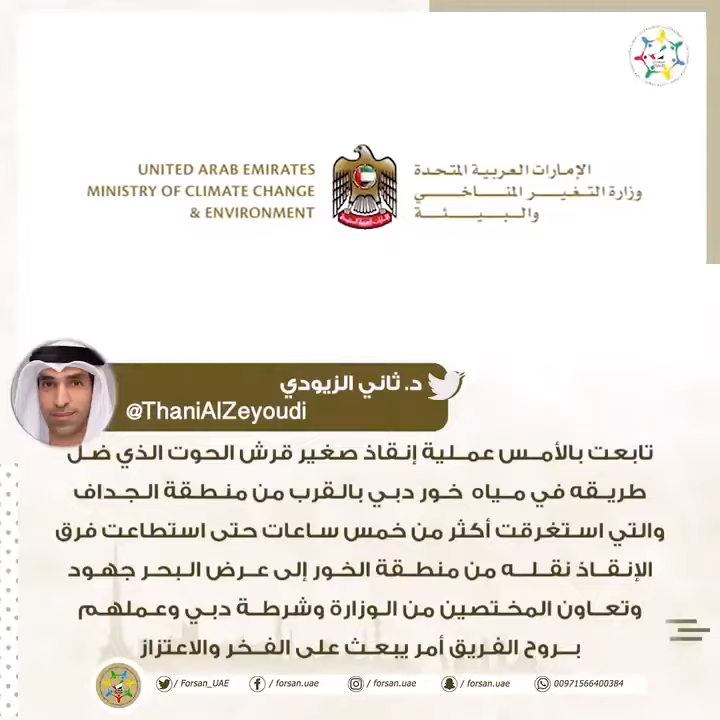 UNITED ARAB EMIRATES
MINISTRY OF CLIMATE CHANGE
& ENVIRONMENT
الإمارات العربية المتحدة
وزارة التغير المناخي
والبيئة
د. ثاني الزيودي
@ThaniAlZeyoudi
تابعت بالأمس عملية إنقاذ صغير قرش الحوت الذي ضل
طريقه في مياه خور دبي بالقرب من منطقة الجداف
والتي استغرقت أكثر من خمس ساعات حتى استطاعت فرق
الإنقاذ نقله من منطقة الخور إلى عرض البحر جهود
وتعاون المختصين من الوزارة وشرطة دبي وعملهم
بروح الفريق أمر يبعث على الفخر والاعتزاز
/ Forsan_UAE / forsan.uae / forsan.uae / forsan.uae 00971566400384